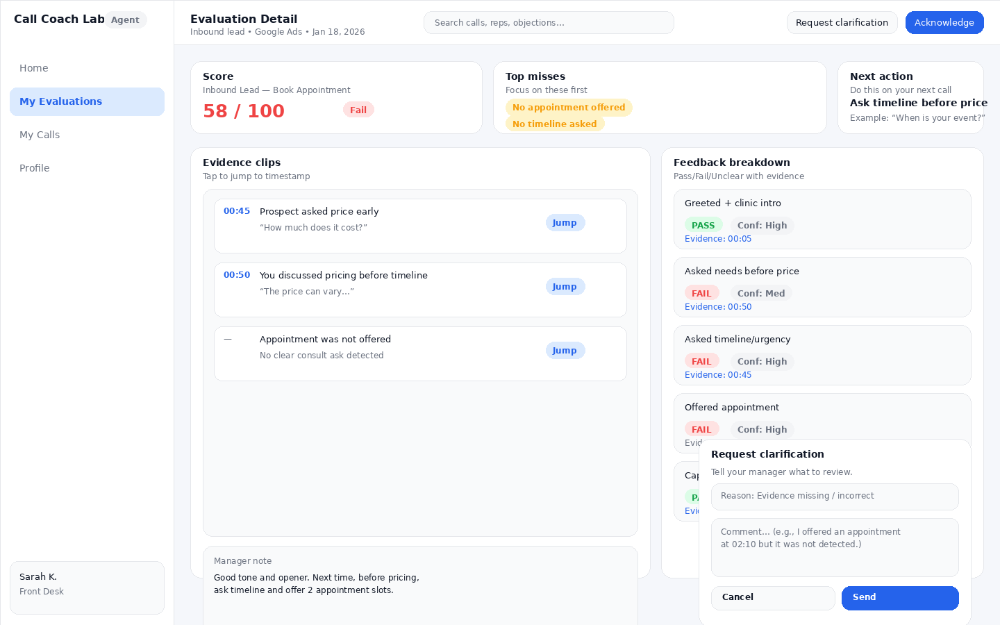 Call Coach Lab
Agent
Home
My Evaluations
My Calls
Profile
Sarah K.
Front Desk
Evaluation Detail
Inbound lead • Google Ads • Jan 18, 2026
Search calls, reps, objections...
Request clarification
Acknowledge
Score
Inbound Lead — Book Appointment
58 / 100
Fail
Top misses
Focus on these first
No appointment offered
No timeline asked
Next action
Do this on your next call
Ask timeline before price
Example: “When is your event?”
Evidence clips
Tap to jump to timestamp
00:45
Prospect asked price early
“How much does it cost?”
Jump
00:50
You discussed pricing before timeline
“The price can vary...”
Jump
—
Appointment was not offered
No clear consult ask detected
Jump
Manager note
Good tone and opener. Next time, before pricing,
ask timeline and offer 2 appointment slots.
Feedback breakdown
Pass/Fail/Unclear with evidence
Greeted + clinic intro
PASS
Conf: High
Evidence: 00:05
Asked needs before price
FAIL
Conf: Med
Evidence: 00:50
Asked timeline/urgency
FAIL
Conf: High
Evidence: 00:45
Offered appointment
FAIL
Conf: High
Request clarification
Tell your manager what to review.
Reason: Evidence missing / incorrect
Comment... (e.g., I offered an appointment
at 02:10 but it was not detected.)
Cancel
Send